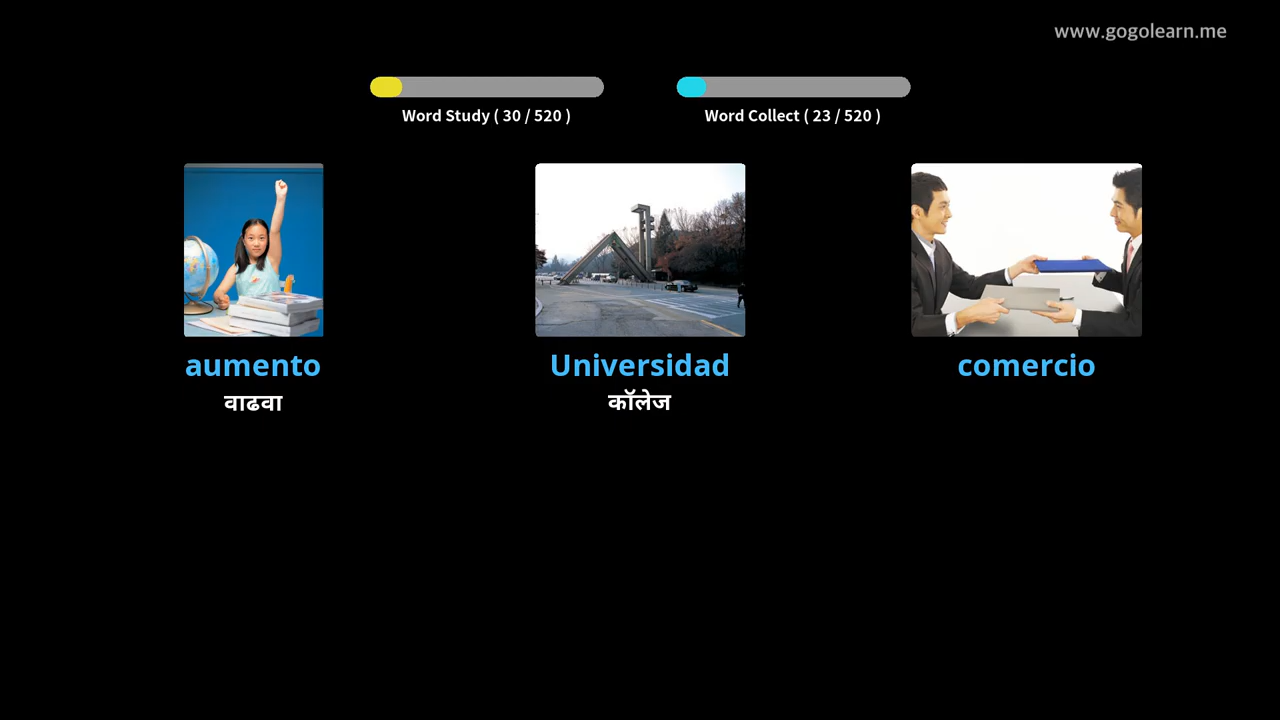 www.gogolearn.me
Word Study ( 30 / 520 )
Word Collect ( 23 / 520 )
aumento
Universidad
comercio
वाढवा
कॉलेज